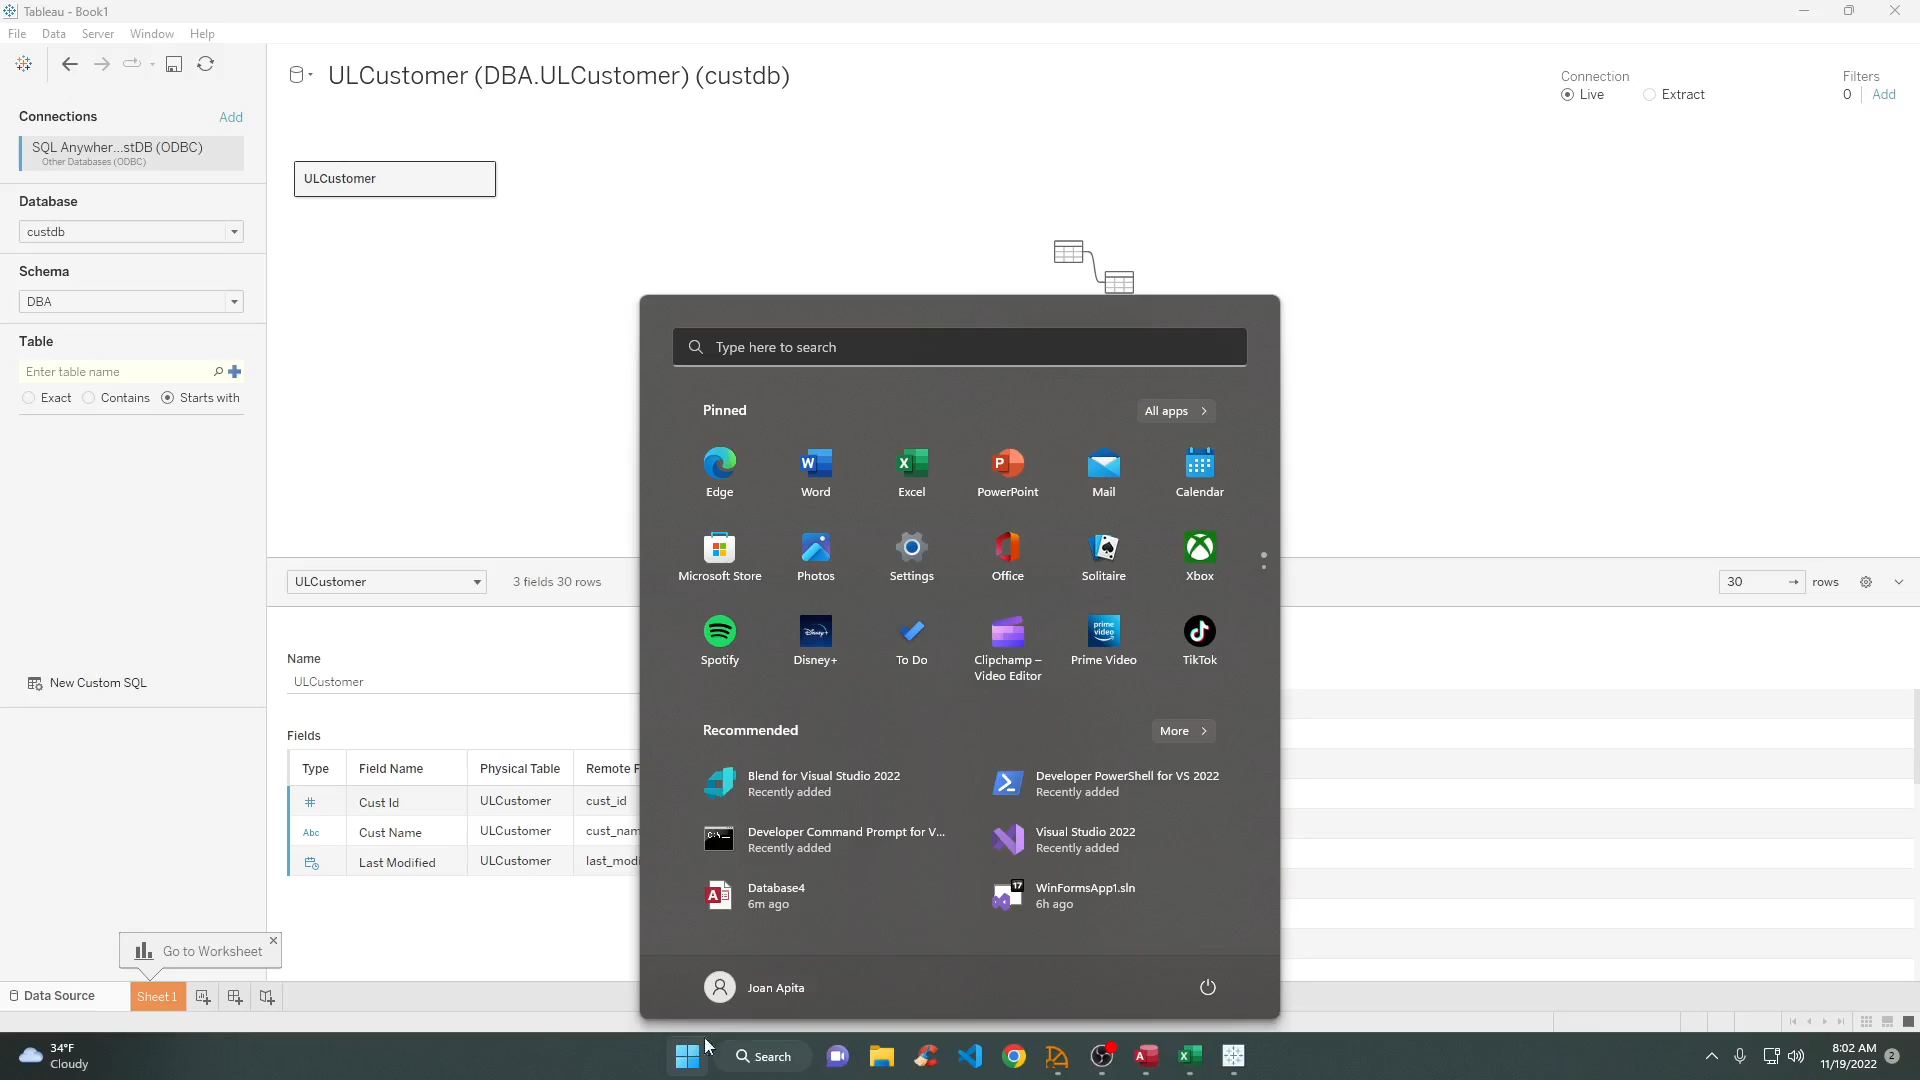 Tableau - Book1
File Data Server Window Help
Connections Add
SQL Anywher...stDB (ODBC)
Other Databases (ODBC)
Database
custdb
Schema
DBA
Table
Enter table name
Exact Contains Starts with
New Custom SQL
ULCustomer (DBA.ULCustomer) (custdb)
Connection
Live Extract
Filters
0 Add
ULCustomer
ULCustomer 3 fields 30 rows
30 rows
Name
ULCustomer
Fields
Type Field Name Physical Table Remote F
# Cust Id ULCustomer cust_id
Abc Cust Name ULCustomer cust_nam
Last Modified ULCustomer last_modi
Go to Worksheet
Data Source Sheet1
Type here to search
Pinned All apps
Edge Word Excel PowerPoint Mail Calendar
Microsoft Store Photos Settings Office Solitaire Xbox
Spotify Disney+ To Do Clipchamp – Video Editor Prime Video TikTok
Recommended More
Blend for Visual Studio 2022
Recently added
Developer PowerShell for VS 2022
Recently added
Developer Command Prompt for V...
Recently added
Visual Studio 2022
Recently added
Database4
6m ago
WinFormsApp1.sln
6h ago
Joan Apita
34°F
Cloudy
Search
8:02 AM
11/19/2022
2